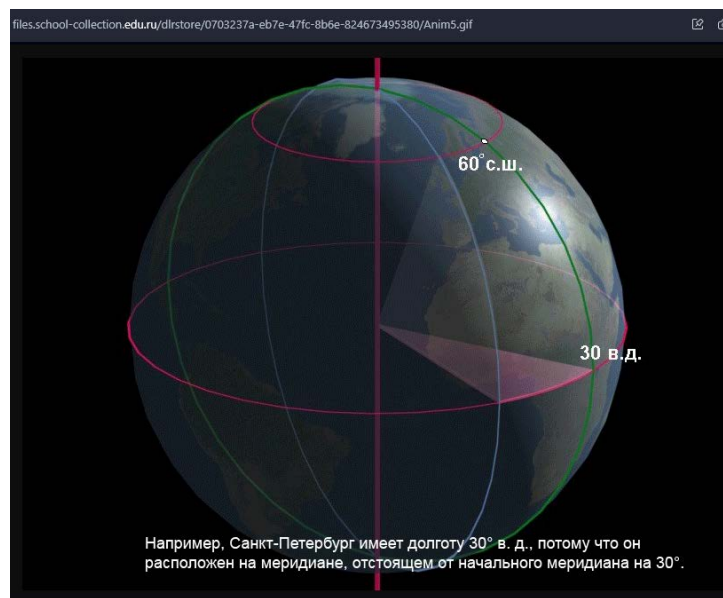 files.school-collection.edu.ru/dlrstore/0703237a-eb7e-47fc-8b6e-824673495380/Anim5.gif
60°с.ш.
30 в.д.
Например, Санкт-Петербург имеет долготу 30° в. д., потому что он
расположен на меридиане, отстоящем от начального меридиана на 30°.